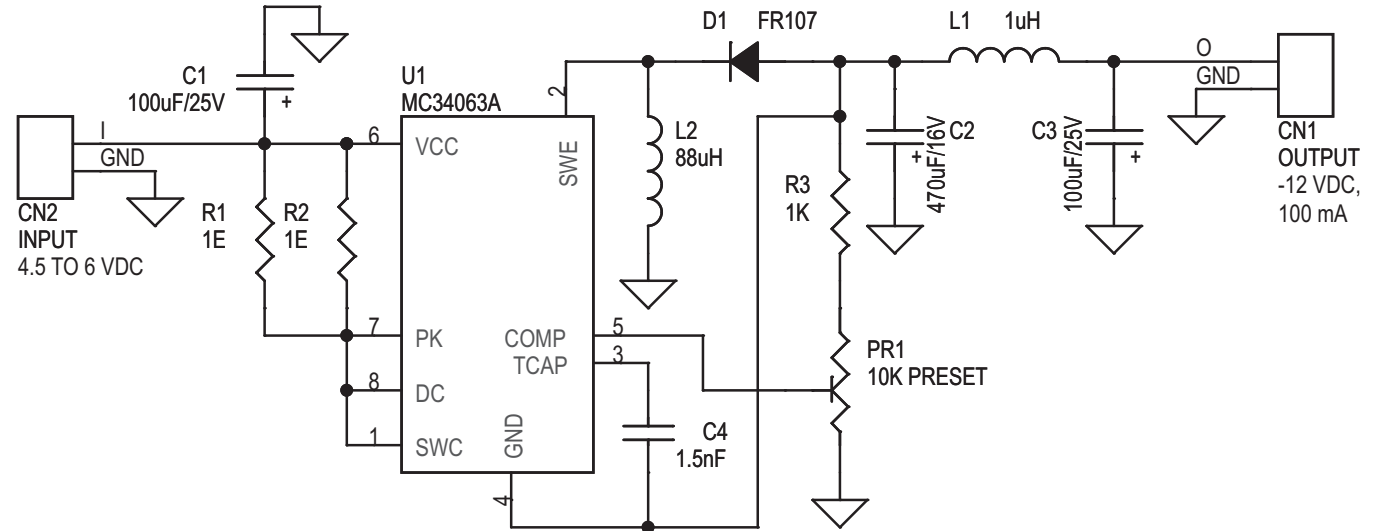 D1 FR107
L1 1uH
C1
100uF/25V
+
U1
MC34063A
2
O
GND
CN1
OUTPUT
-12 VDC,
100 mA
I
GND
CN2
INPUT
4.5 TO 6 VDC
6
VCC
SWE
L2
88uH
C2
470uF/16V
+
C3
100uF/25V
+
R1
1E
R2
1E
R3
1K
7
PK
COMP
5
TCAP
3
8
DC
1
SWC
GND
4
C4
1.5nF
PR1
10K PRESET